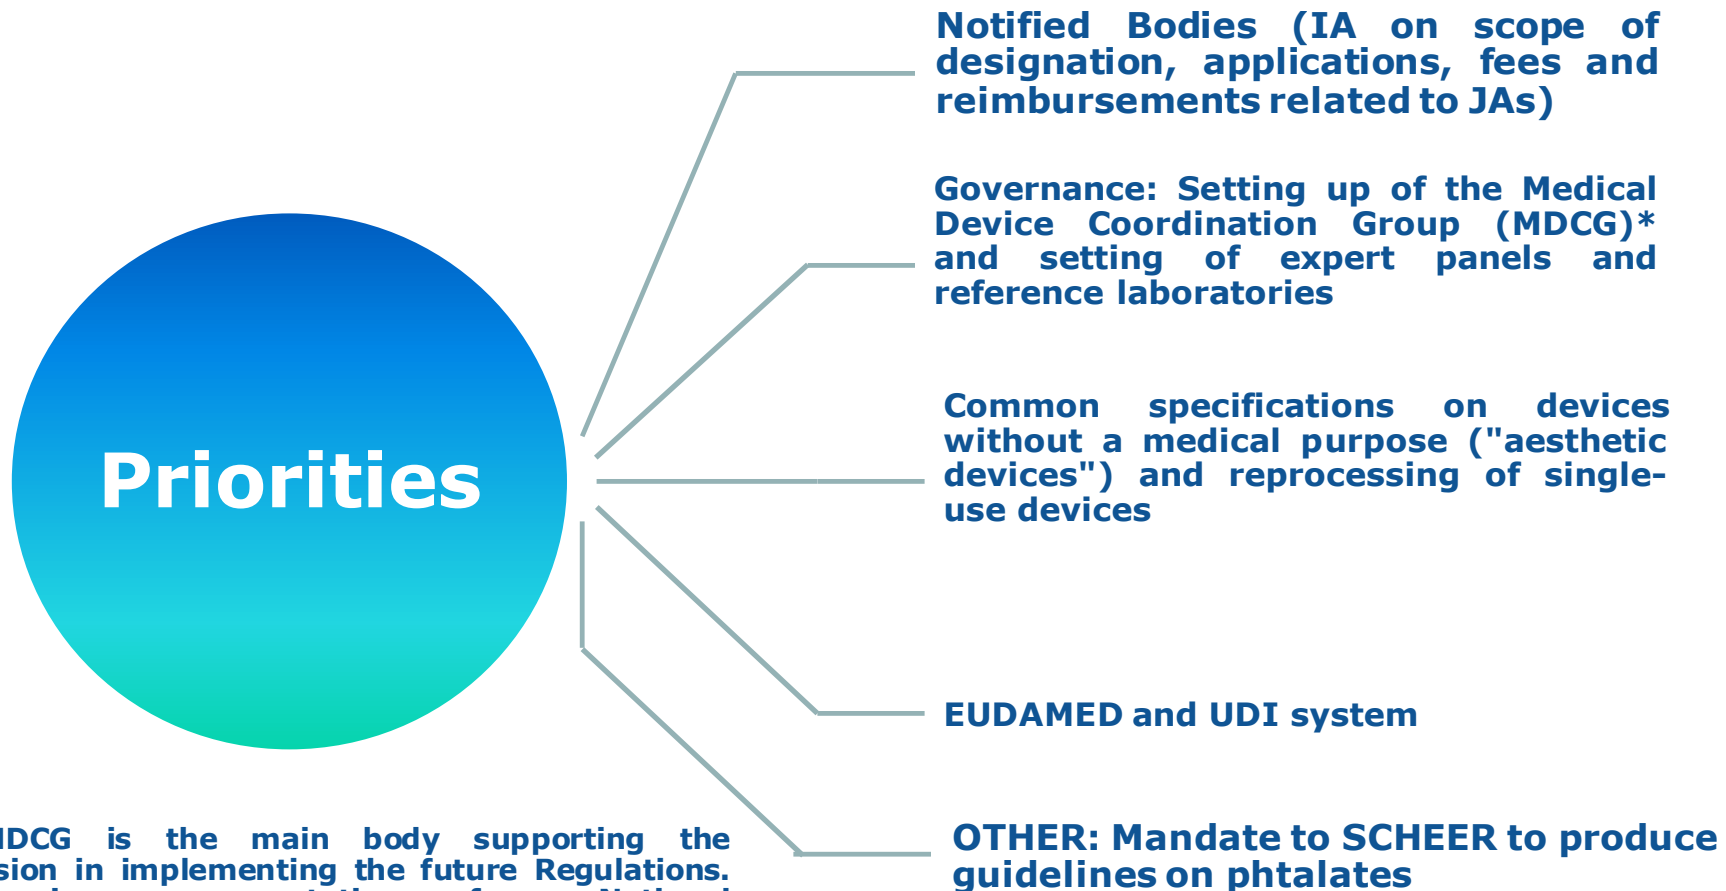 Notified Bodies (IA on scope of
designation, applications, fees and
reimbursements related to JAs)
Governance: Setting up of the Medical
Device Coordination Group (MDCG)*
and setting of expert panels and
reference laboratories
Priorities
Common specifications on devices
without a medical purpose ("aesthetic
devices") and reprocessing of single-
use devices
EUDAMED and UDI system
OTHER: Mandate to SCHEER to produce
guidelines on phtalates
is the main body supporting the
in implementing the future Regulations.